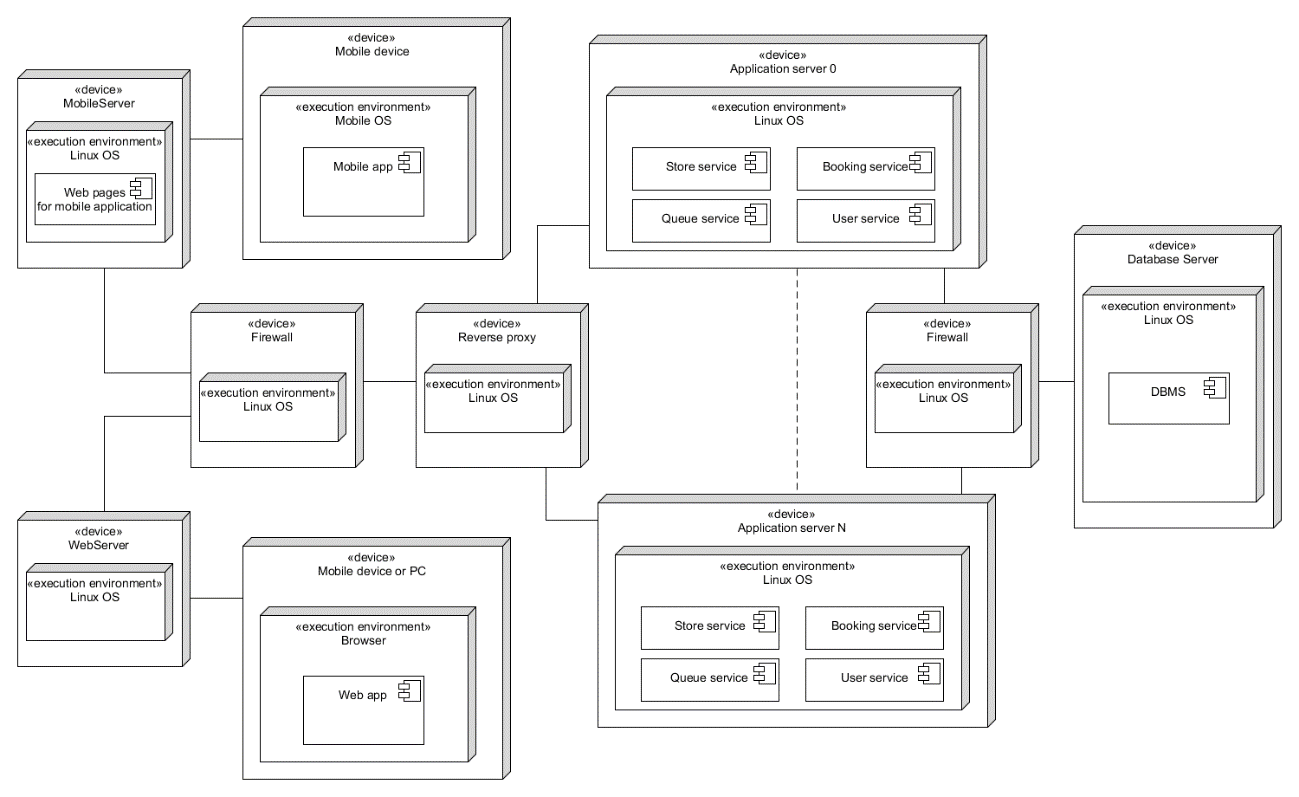 «device»
Mobile device
«execution environment»
Mobile OS
Mobile app
«device»
MobileServer
«execution environment»
Linux OS
Web pages
for mobile application
«device»
Application server 0
«execution environment»
Linux OS
Store service
Booking service
Queue service
User service
«device»
Database Server
«execution environment»
Linux OS
DBMS
«device»
Firewall
«execution environment»
Linux OS
«device»
Reverse proxy
«execution environment»
Linux OS
«device»
Firewall
«execution environment»
Linux OS
«device»
WebServer
«execution environment»
Linux OS
«device»
Mobile device or PC
«execution environment»
Browser
Web app
«device»
Application server N
«execution environment»
Linux OS
Store service
Booking service
Queue service
User service